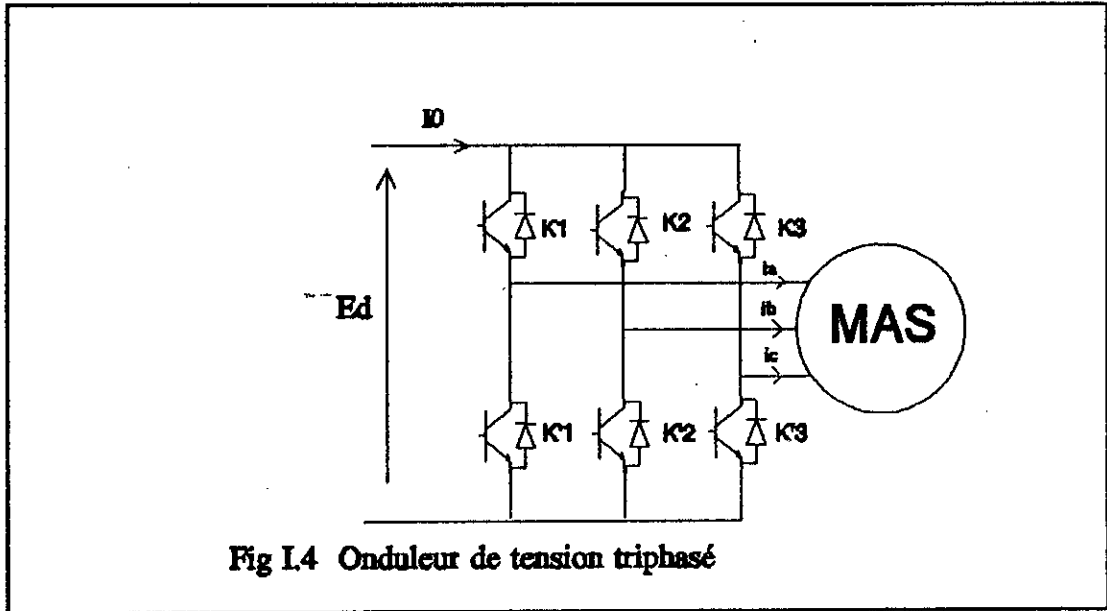 I0
K1
K2
K3
ia
Ed
ib
MAS
ic
K'1
K'2
K'3
Fig I.4 Onduleur de tension triphasé